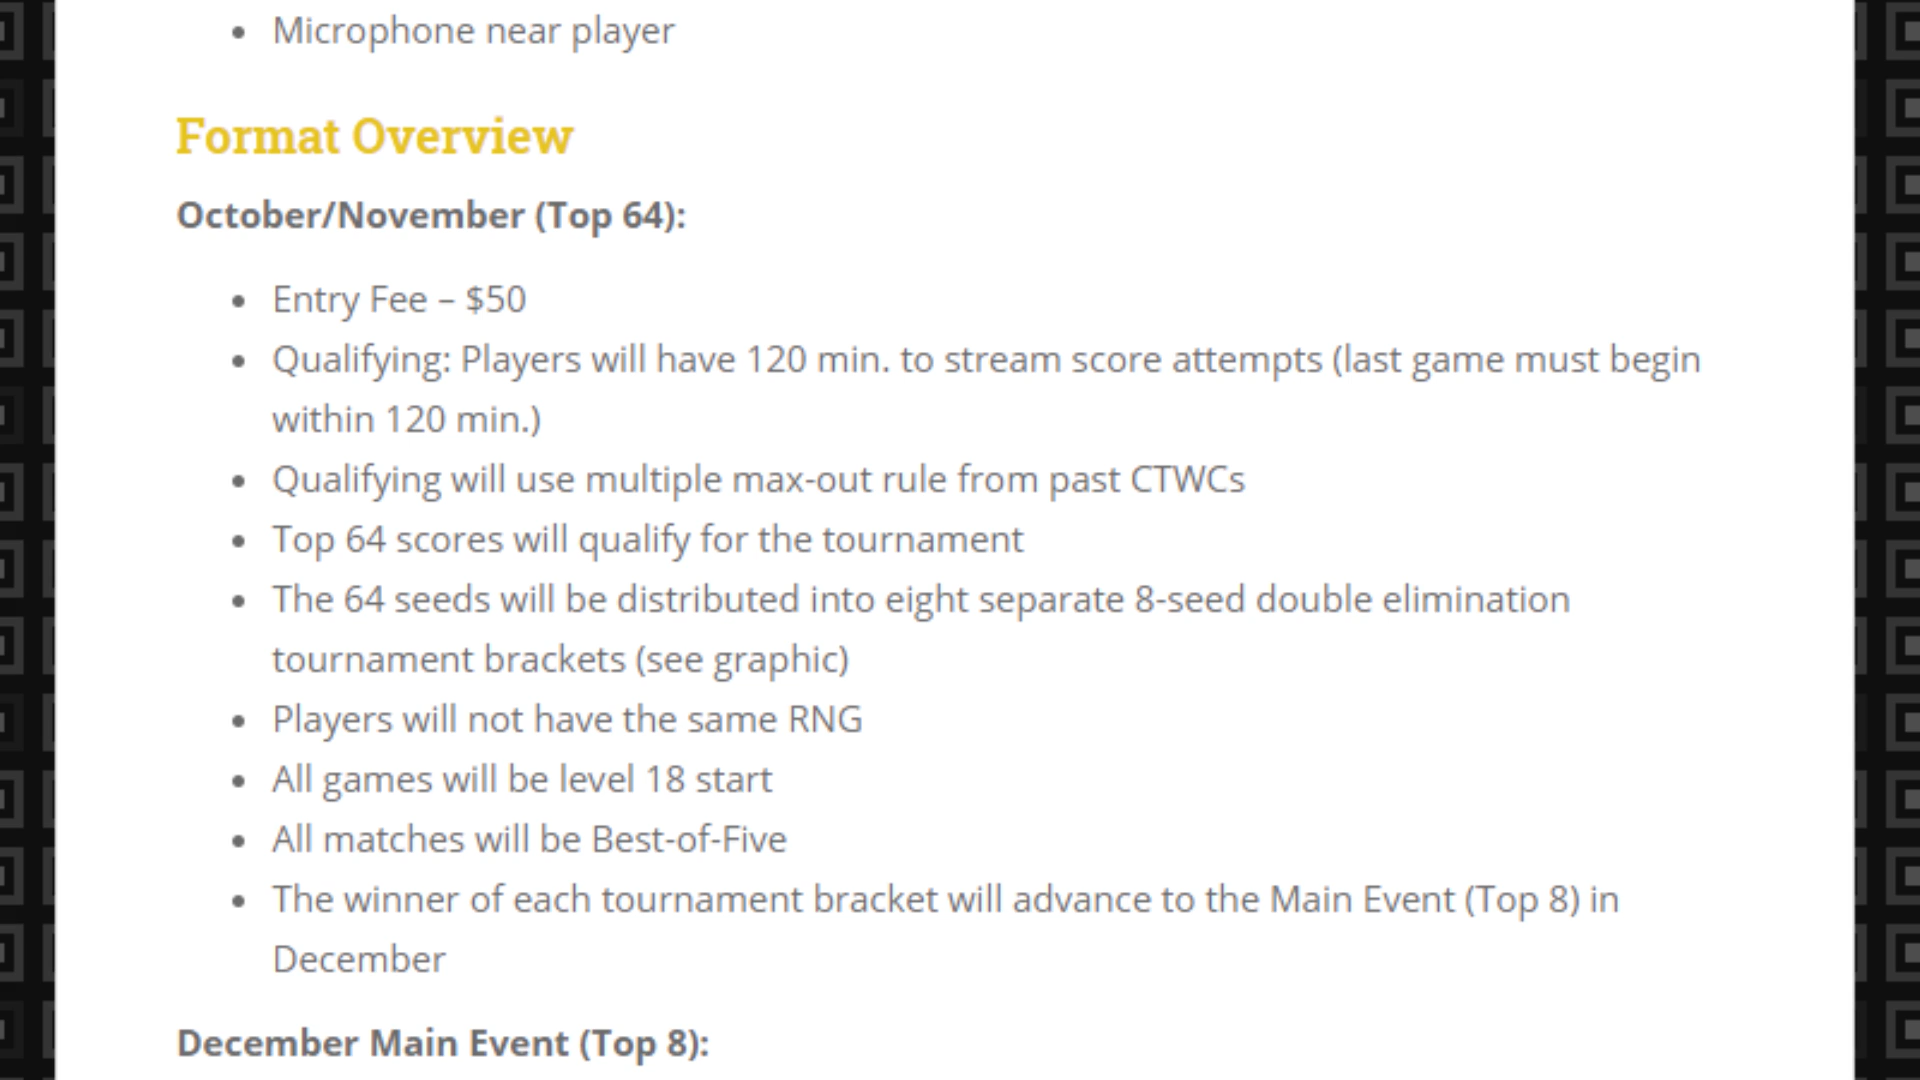 Microphone near player
Format Overview
October/November (Top 64):
Entry Fee – $50
Qualifying: Players will have 120 min. to stream score attempts (last game must begin
within 120 min.)
Qualifying will use multiple max-out rule from past CTWCs
Top 64 scores will qualify for the tournament
The 64 seeds will be distributed into eight separate 8-seed double elimination
tournament brackets (see graphic)
Players will not have the same RNG
All games will be level 18 start
All matches will be Best-of-Five
The winner of each tournament bracket will advance to the Main Event (Top 8) in
December
December Main Event (Top 8):